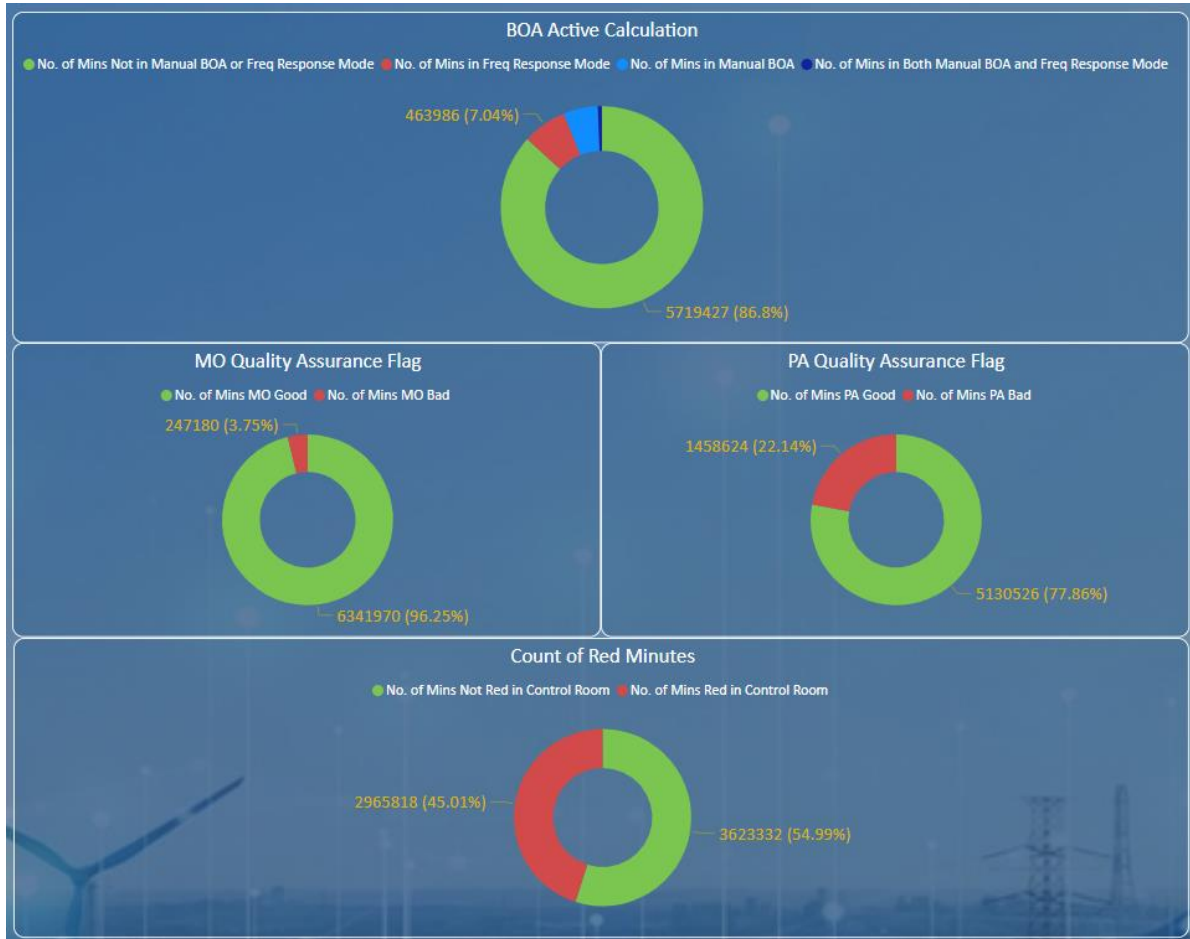 BOA Active Calculation
No. of Mins Not in Manual BOA or Freq Response Mode No. of Mins in Freq Response Mode No. of Mins in Manual BOA No. of Mins in Both Manual BOA and Freq Response Mode
463986 (7.04%)
5719427 (86.8%)
MO Quality Assurance Flag
No. of Mins MO Good No. of Mins MO Bad
247180 (3.75%)
6341970 (96.25%)
PA Quality Assurance Flag
No. of Mins PA Good No. of Mins PA Bad
1458624 (22.14%)
5130526 (77.86%)
Count of Red Minutes
No. of Mins Not Red in Control Room No. of Mins Red in Control Room
2965818 (45.01%)
3623332 (54.99%)